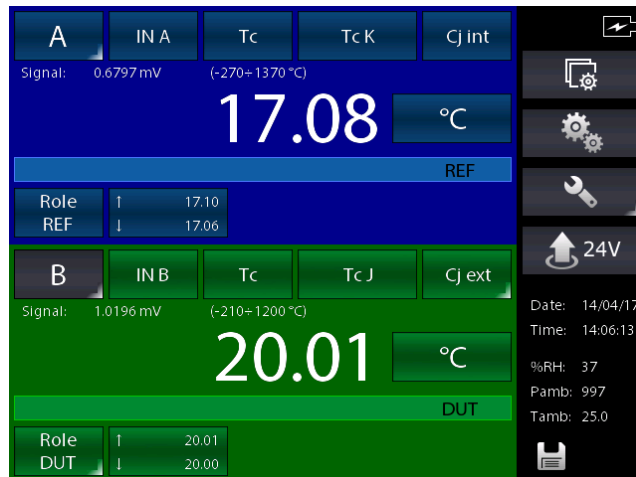 A IN A Tc Tc K Cj int
Signal: 0.6797 mV (-270÷1370 °C)
17.08 °C
REF
Role REF
↑ 17.10
↓ 17.06
B IN B Tc Tc J Cj ext
Signal: 1.0196 mV (-210÷1200 °C)
20.01 °C
DUT
Role DUT
↑ 20.01
↓ 20.00
24V
Date: 14/04/17
Time: 14:06:13
%RH: 37
Pamb: 997
Tamb: 25.0